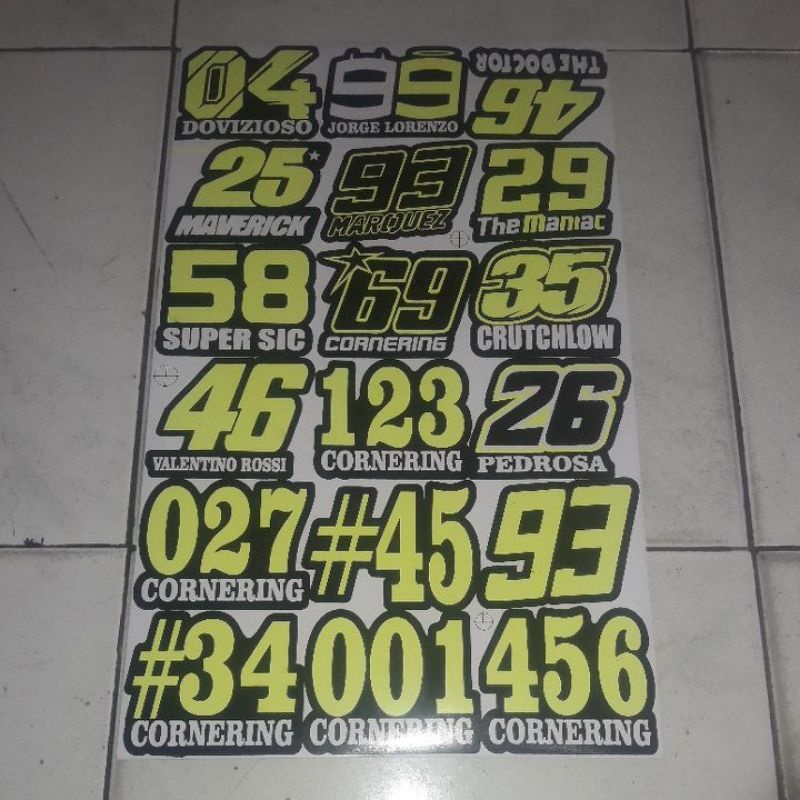 04
DOVIZIOSO
99
JORGE LORENZO
THE DOCTOR
46
25
MAVERICK
93
MARQUEZ
29
The Maniac
58
SUPER SIC
69
CORNERING
35
CRUTCHLOW
46
VALENTINO ROSSI
123
CORNERING
26
PEDROSA
027
CORNERING
#45
93
#34
CORNERING
001
CORNERING
456
CORNERING